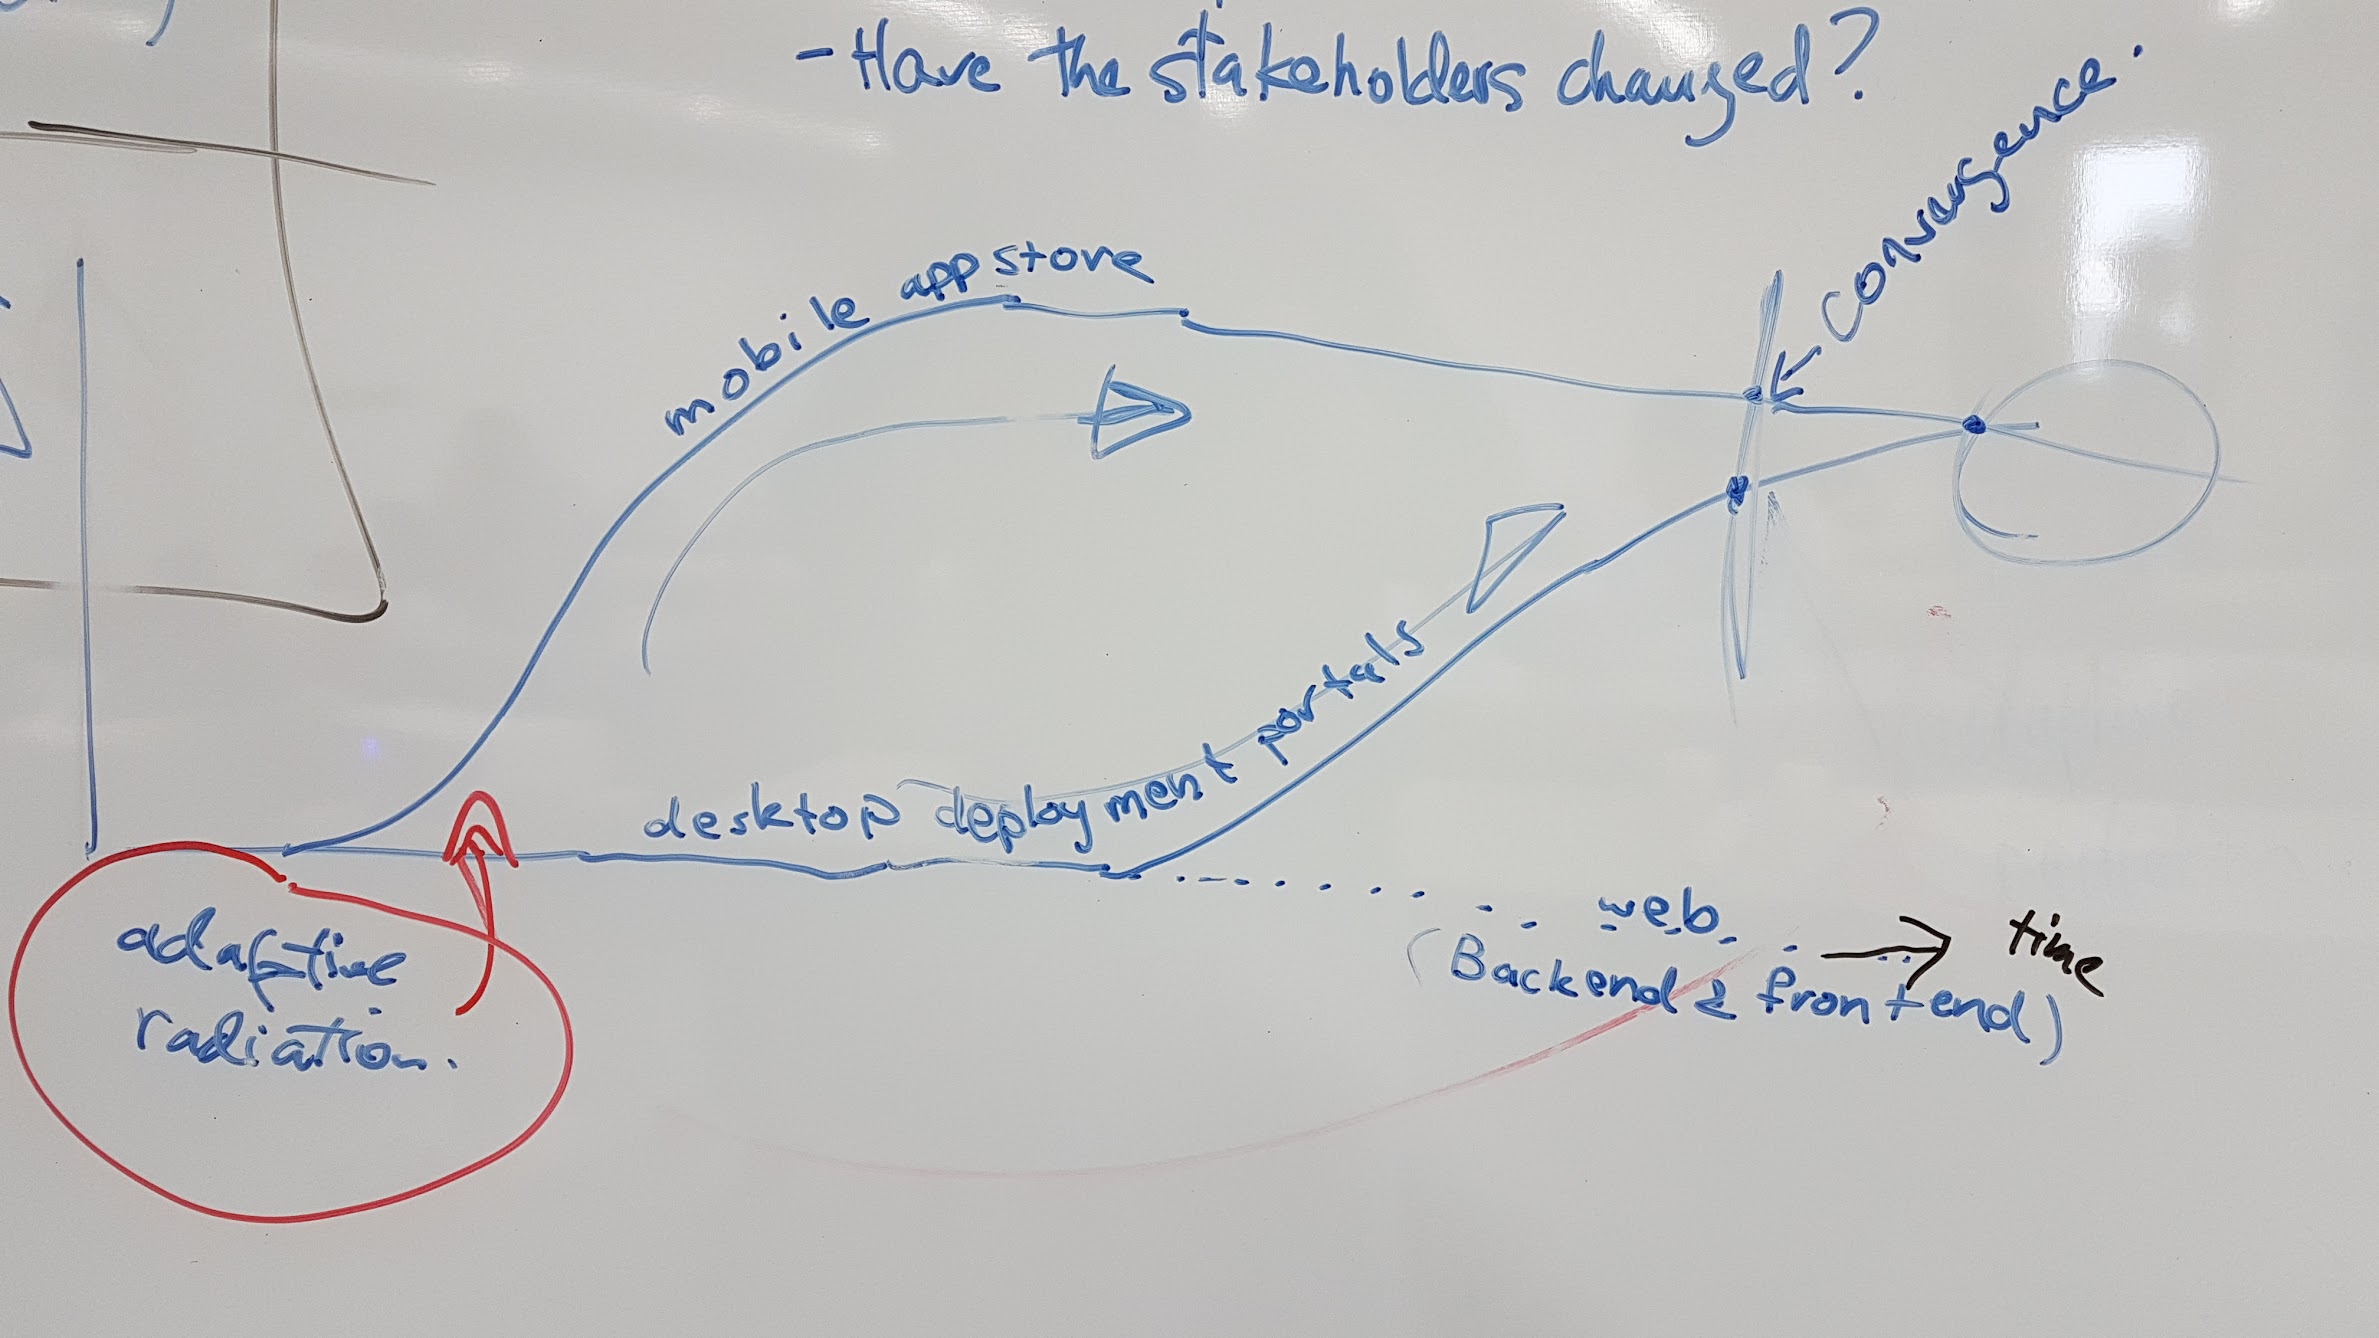 - Have the stakeholders changed?
Convergence.
mobile app store
desktop deployment portals
web
(Backend & frontend)
time
adaptive
radiation.